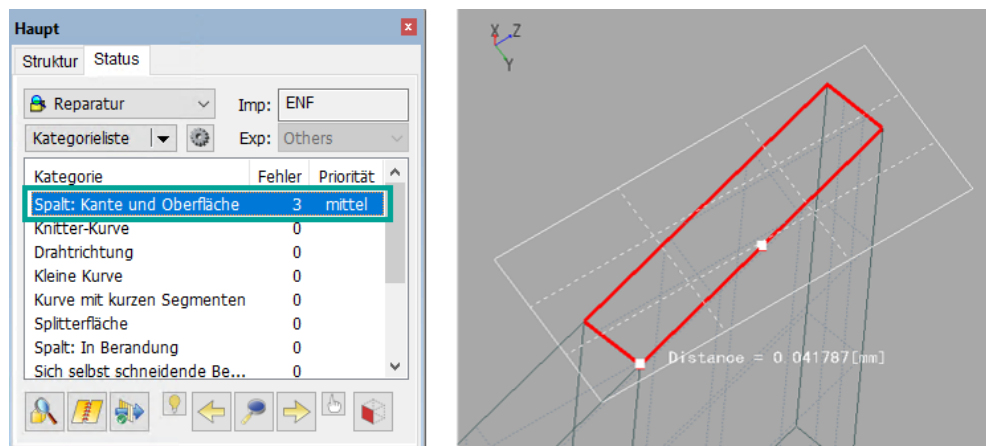 Haupt
Struktur Status
Reparatur Imp: ENF
Kategorieliste Exp: Others
Kategorie Fehler Priorität
Spalt: Kante und Oberfläche 3 mittel
Knitter-Kurve 0
Drahtrichtung 0
Kleine Kurve 0
Kurve mit kurzen Segmenten 0
Splitterfläche 0
Spalt: In Berandung 0
Sich selbst schneidende Be... 0
X Z
Y
Distance = 0.041787[mm]